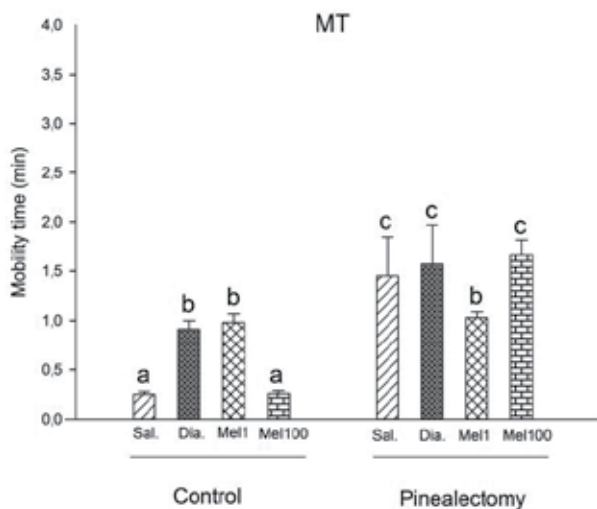 MT
4,0
3,5
3,0
2,5
2,0
1,5
1,0
0,5
0,0
Mobility time (min)
a b b a c c b c
Sal. Dia. Mel1 Mel100 Sal. Dia. Mel1 Mel100
Control Pinealectomy